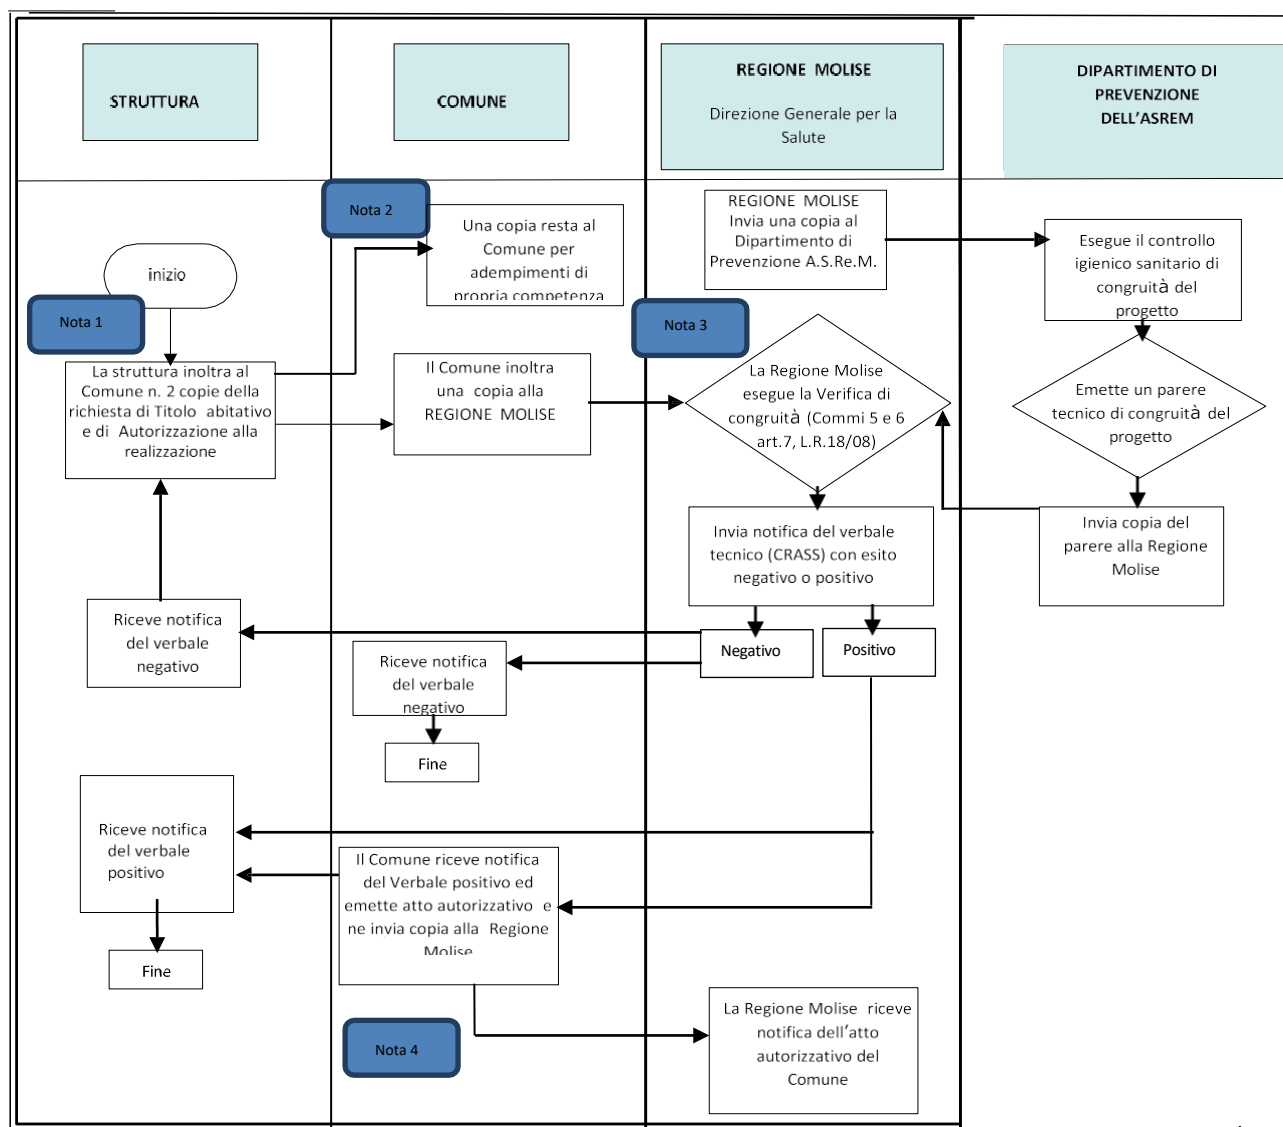 STRUTTURA
COMUNE
REGIONE MOLISE
Direzione Generale per la
Salute
DIPARTIMENTO DI
PREVENZIONE
DELL'ASREM
Nota 2
Una copia resta al
Comune per
adempimenti di
propria competenza
REGIONE MOLISE
Invia una copia al
Dipartimento di
Prevenzione A.S.Re.M.
Esegue il controllo
igienico sanitario di
congruità del
progetto
inizio
Nota 1
Nota 3
La struttura inoltra al
Comune n. 2 copie della
richiesta di Titolo abitativo
e di Autorizzazione alla
realizzazione
Il Comune inoltra
una copia alla
REGIONE MOLISE
La Regione Molise
esegue la Verifica di
congruità (Commi 5 e 6
art.7, L.R.18/08)
Emette un parere
tecnico di congruità del
progetto
Invia notifica del verbale
tecnico (CRASS) con esito
negativo o positivo
Invia copia del
parere alla Regione
Molise
Riceve notifica
del verbale
negativo
Riceve notifica
del verbale
negativo
Negativo
Positivo
Fine
Riceve notifica
del verbale
positivo
Il Comune riceve notifica
del Verbale positivo ed
emette atto autorizzativo e
ne invia copia alla Regione
Molise
Fine
Nota 4
La Regione Molise riceve
notifica dell'atto
autorizzativo del
Comune